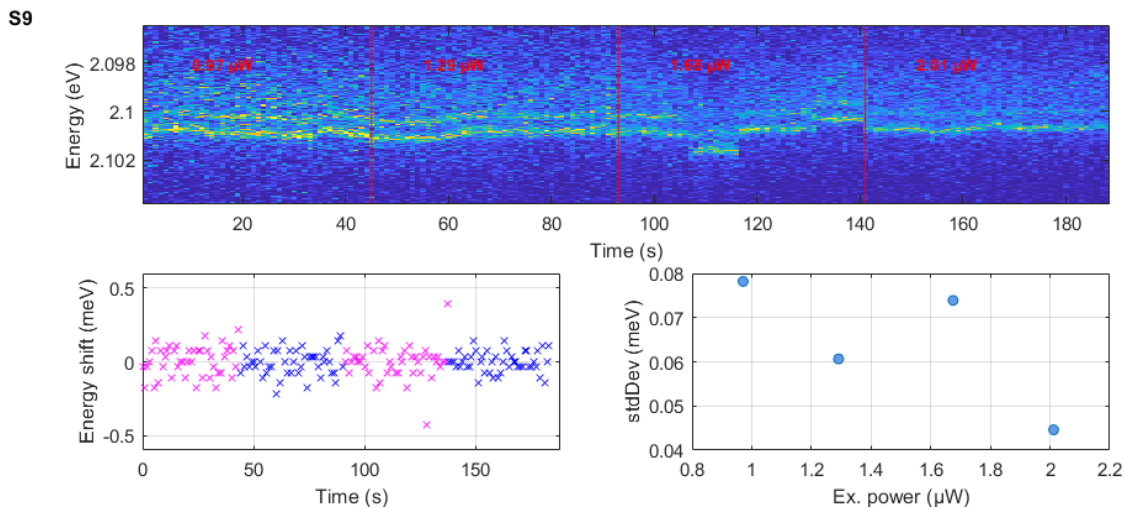 S9
0.97 µW 1.29 µW 1.68 µW 2.01 µW
2.098
2.1
2.102
Energy (eV)
20 40 60 80 100 120 140 160 180
Time (s)
0.5
0
-0.5
Energy shift (meV)
0 50 100 150
Time (s)
0.08
0.07
0.06
0.05
0.04
stdDev (meV)
0.8 1 1.2 1.4 1.6 1.8 2 2.2
Ex. power (µW)